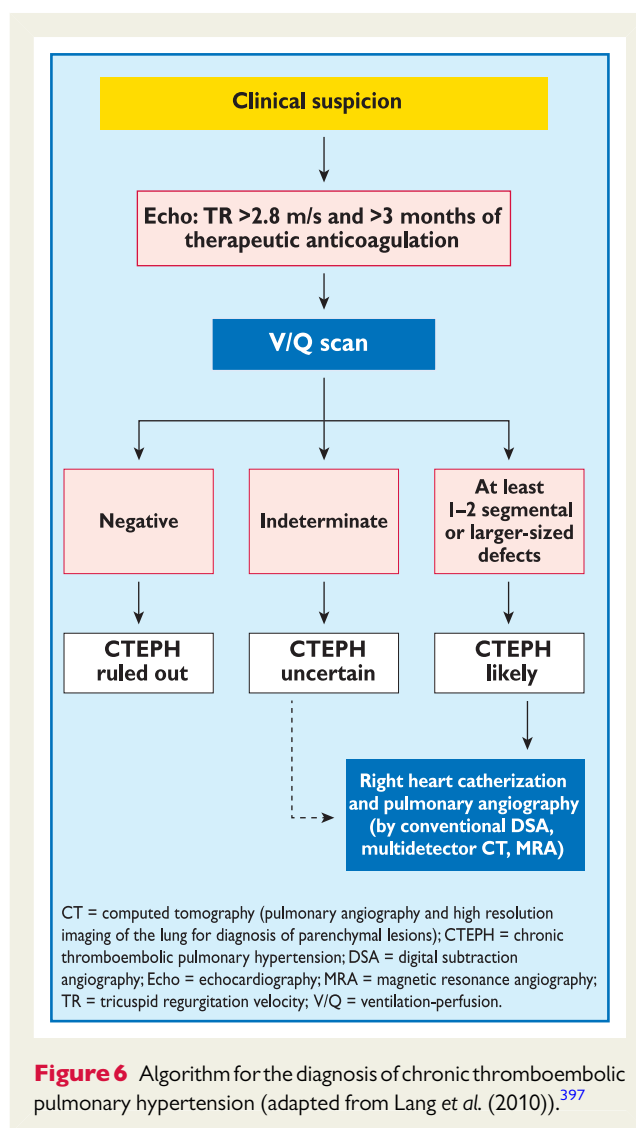 Clinical suspicion
Echo: TR >2.8 m/s and >3 months of
therapeutic anticoagulation
V/Q scan
Negative
Indeterminate
At least
1–2 segmental
or larger-sized
defects
CTEPH
ruled out
CTEPH
uncertain
CTEPH
likely
Right heart catherization
and pulmonary angiography
(by conventional DSA,
multidetector CT, MRA)
CT = computed tomography (pulmonary angiography and high resolution
imaging of the lung for diagnosis of parenchymal lesions); CTEPH = chronic
thromboembolic pulmonary hypertension; DSA = digital subtraction
angiography; Echo = echocardiography; MRA = magnetic resonance angiography;
TR = tricuspid regurgitation velocity; V/Q = ventilation-perfusion.
Figure 6 Algorithm for the diagnosis of chronic thromboembolic
pulmonary hypertension (adapted from Lang et al. (2010)).397